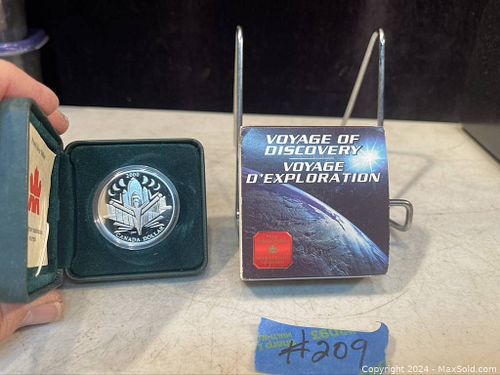 2000
CANADA DOLLAR
VOYAGE OF
DISCOVERY
VOYAGE
D'EXPLORATION
#209
Copyright © 2024 - MaxSold.com